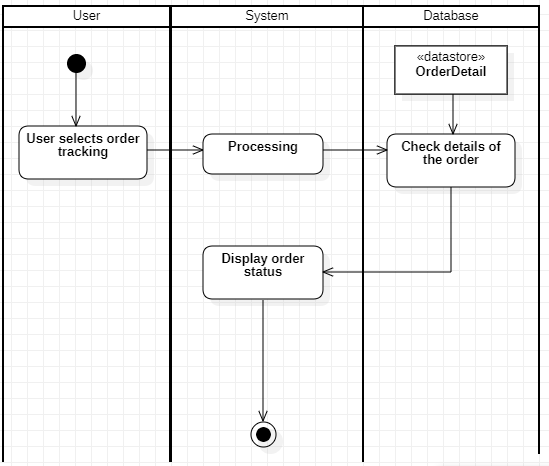 User
System
Database
«datastore»
OrderDetail
User selects order
tracking
Processing
Check details of
the order
Display order
status